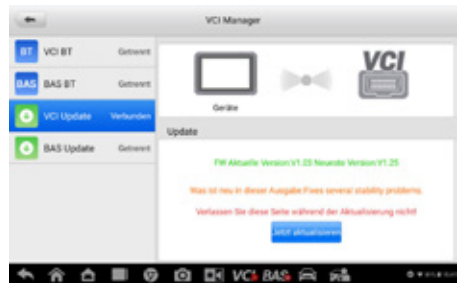 VCI Manager
BT VCI BT Getrennt
BAS BAS BT Getrennt
VCI Update Verbunden
BAS Update Getrennt
VCI
Geräte
Update
FW Aktuelle Version:V1.03 Neueste Version:V1.25
Was ist neu in dieser Ausgabe Fixes several stability problems.
Verlassen Sie diese Seite während der Aktualisierung nicht!
Jetzt aktualisieren
VCI BAS